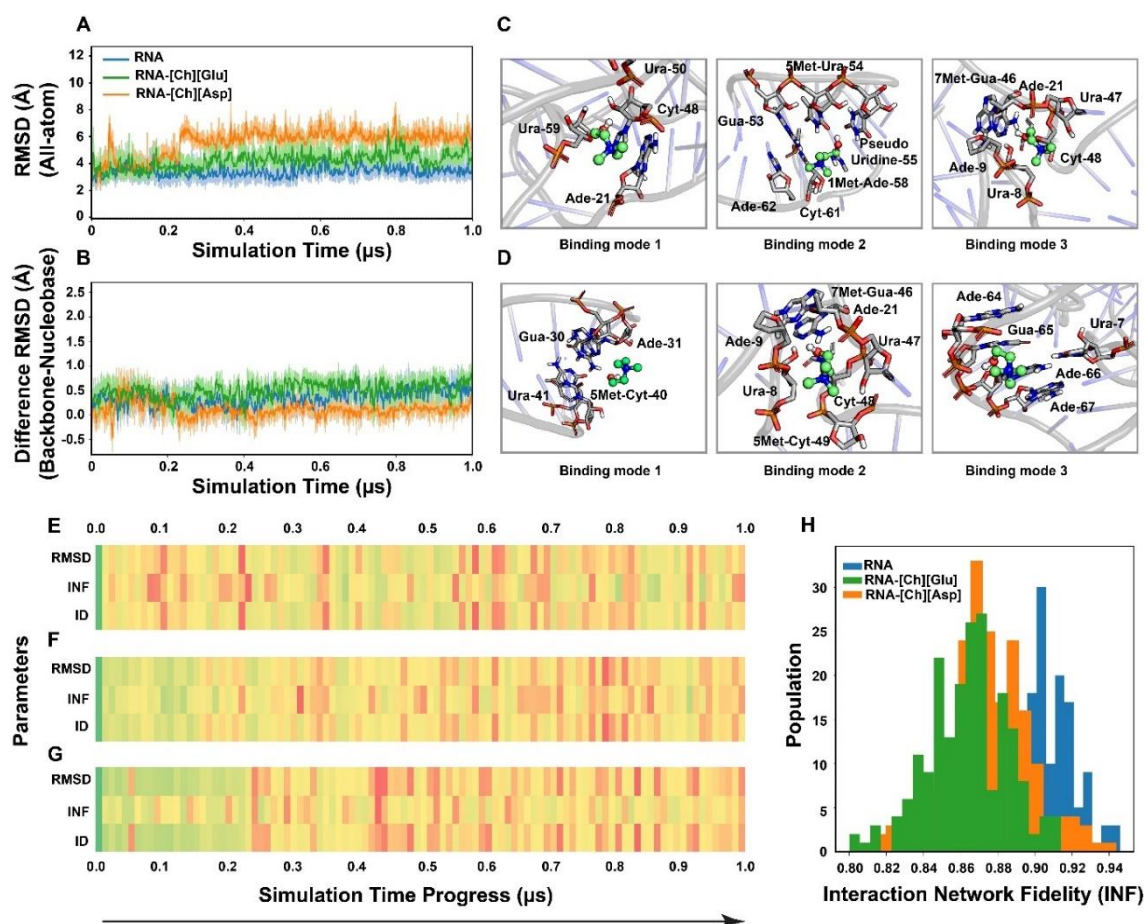 A
RMSD (Å)
(All-atom)
12
10
8
6
4
2
0
RNA
RNA-[Ch][Glu]
RNA-[Ch][Asp]
0
0.2
0.4
0.6
0.8
1.0
Simulation Time (µs)
B
Difference RMSD (Å)
(Backbone-Nucleobase)
2.5
2.0
1.5
1.0
0.5
0.0
-0.5
0
0.2
0.4
0.6
0.8
1.0
Simulation Time (µs)
C
Ura-50
Cyt-48
Ura-59
Ade-21
Binding mode 1
5Met-Ura-54
Gua-53
Pseudo
Uridine-55
1Met-Ade-58
Ade-62
Cyt-61
Binding mode 2
7Met-Gua-46
Ade-21
Ura-47
Cyt-48
Ade-9
Ura-8
Binding mode 3
D
Gua-30
Ade-31
5Met-Cyt-40
Ura-41
Binding mode 1
7Met-Gua-46
Ade-21
Ade-9
Ura-47
Ura-8
Cyt-48
5Met-Cyt-49
Binding mode 2
Ade-64
Gua-65
Ura-7
Ade-66
Ade-67
Binding mode 3
E
0.0 0.1 0.2 0.3 0.4 0.5 0.6 0.7 0.8 0.9 1.0
RMSD
INF
ID
F
RMSD
INF
ID
G
RMSD
INF
ID
Parameters
0.0 0.1 0.2 0.3 0.4 0.5 0.6 0.7 0.8 0.9 1.0
Simulation Time Progress (µs)
H
RNA
RNA-[Ch][Glu]
RNA-[Ch][Asp]
Population
30
25
20
15
10
5
0
0.80 0.82 0.84 0.86 0.88 0.90 0.92 0.94
Interaction Network Fidelity (INF)